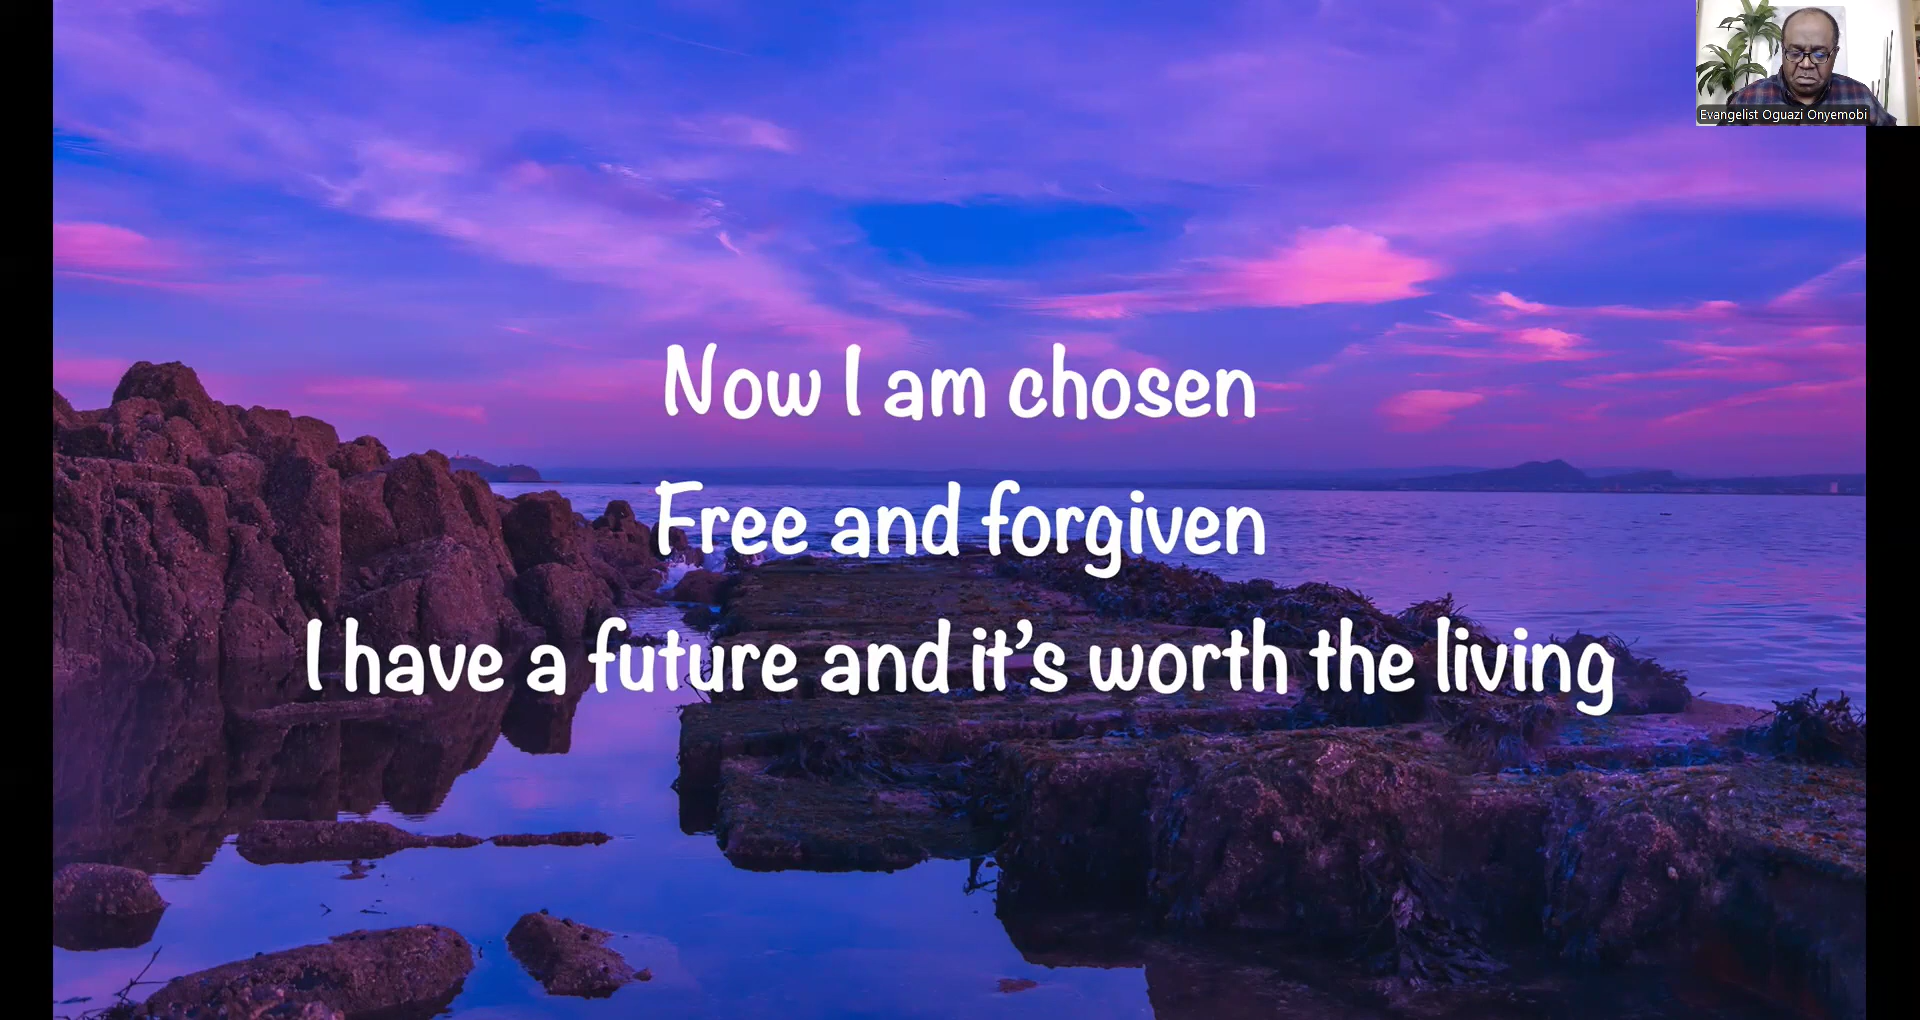 Evangelist Oguazi Onyemobi
Now I am chosen
Free and forgiven
I have a future and it’s worth the living